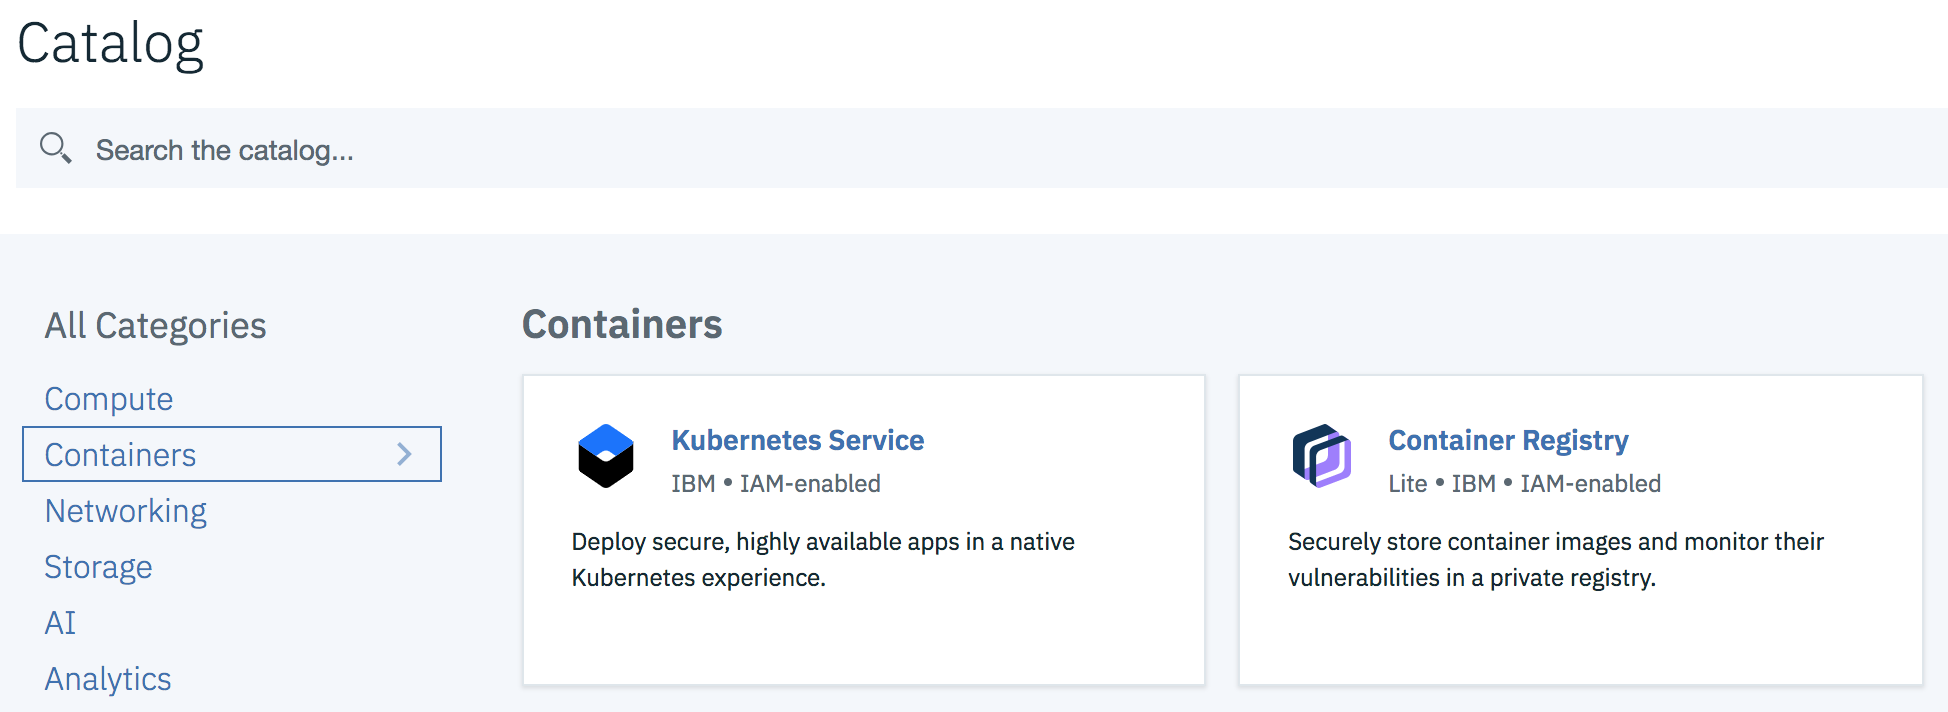 Catalog
Search the catalog...
All Categories
Compute
Containers
Networking
Storage
AI
Analytics
Containers
Kubernetes Service
IBM • IAM-enabled
Deploy secure, highly available apps in a native
Kubernetes experience.
Container Registry
Lite • IBM • IAM-enabled
Securely store container images and monitor their
vulnerabilities in a private registry.